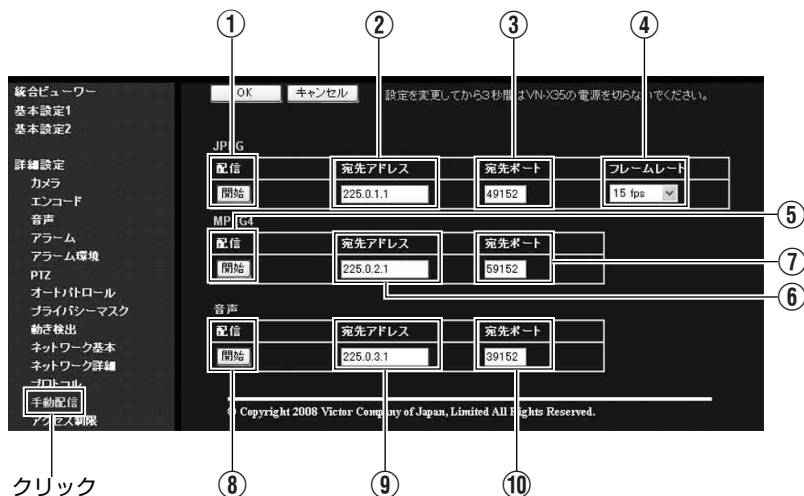 ① ② ③ ④
統合ビューワー
基本設定1
基本設定2
詳細設定
カメラ
エンコード
音声
アラーム
アラーム環境
PTZ
オートパトロール
プライバシーマスク
動き検出
ネットワーク基本
ネットワーク詳細
プロトコル
手動配信
アクセス制限
クリック
OK キャンセル 設定を変更してから3秒間はVN-X35の電源を切らないでください。
JPEG
配信 宛先アドレス 宛先ポート フレームレート
開始 225.0.1.1 49152 15 fps
⑤
MPEG4
配信 宛先アドレス 宛先ポート
開始 225.0.2.1 59152
⑦
⑥
音声
配信 宛先アドレス 宛先ポート
開始 225.0.3.1 39152
© Copyright 2008 Victor Company of Japan, Limited All Rights Reserved.
⑧ ⑨ ⑩